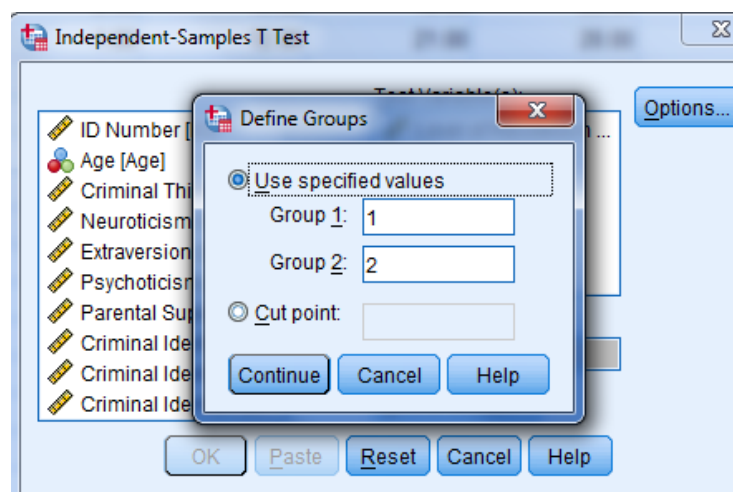 Independent-Samples T Test
Define Groups
Options...
ID Number [
...
Age [Age]
Criminal Thi
Neuroticism
Extraversion
Psychoticism
Parental Sup
Criminal Ide
Criminal Ide
Criminal Ide
Use specified values
Group 1: 1
Group 2: 2
Cut point:
Continue Cancel Help
OK Paste Reset Cancel Help